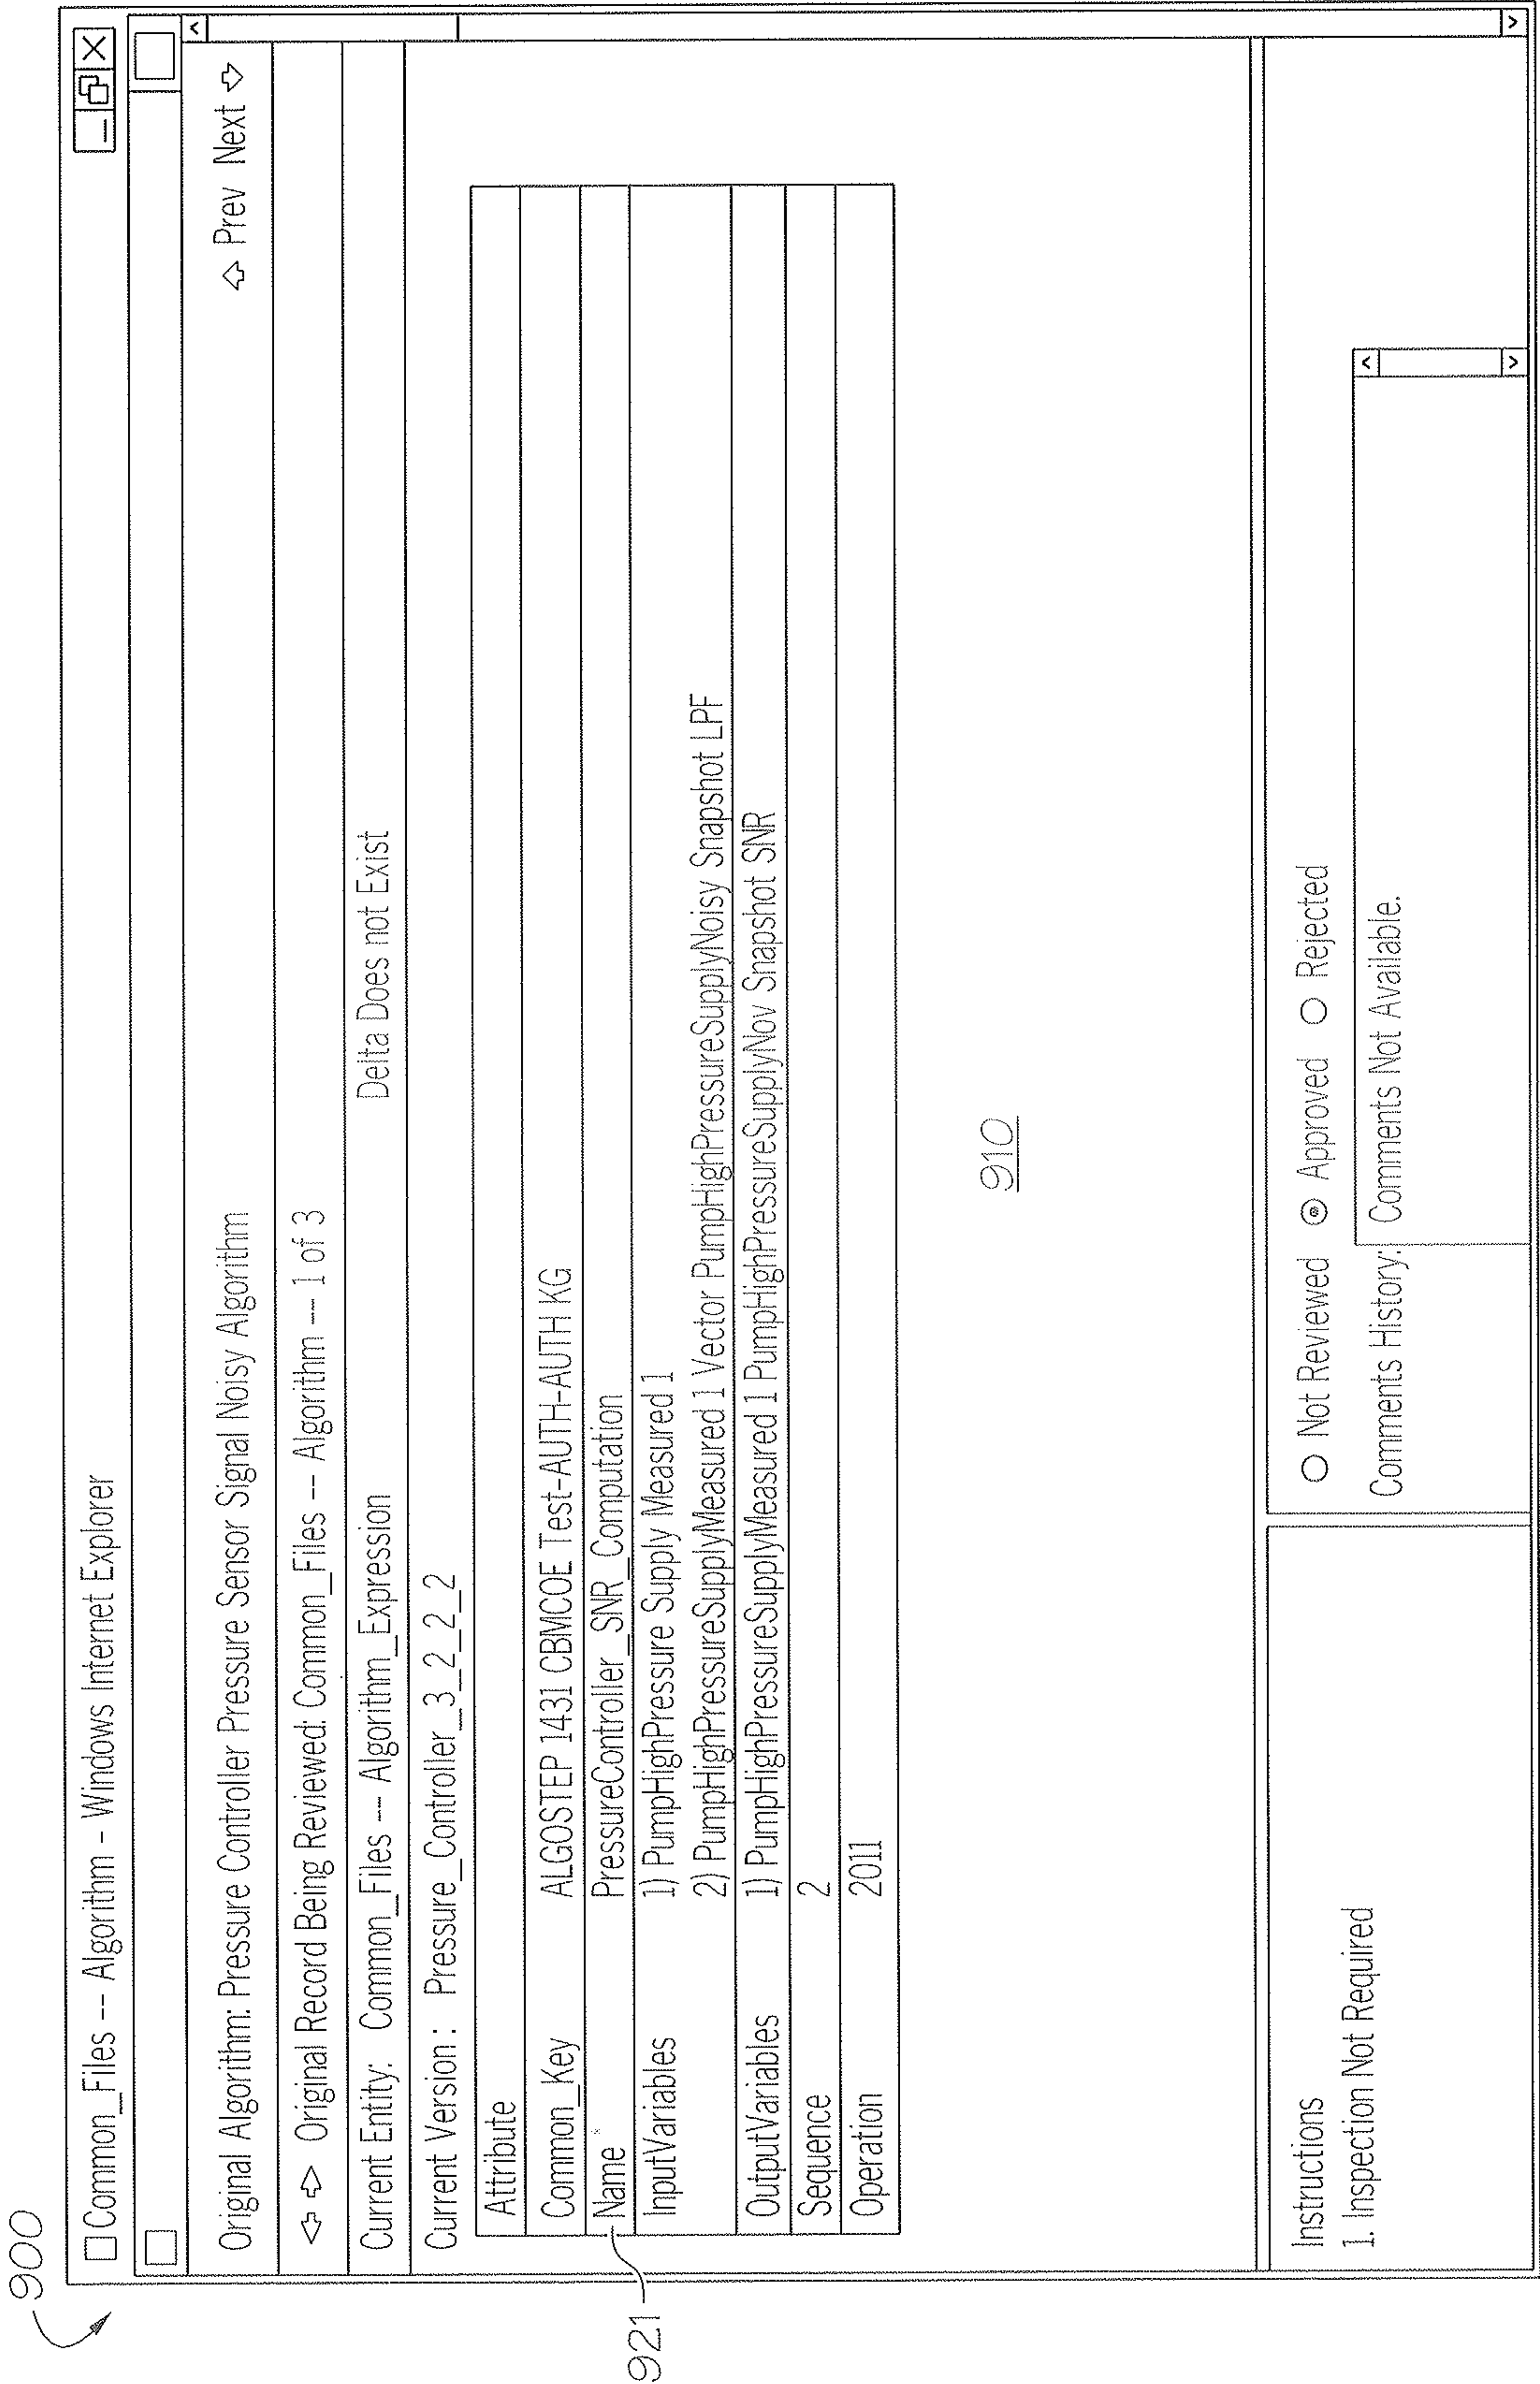 900
Common_Files -- Algorithm - Windows Internet Explorer
Original Algorithm: Pressure Controller Pressure Sensor Signal Noisy Algorithm
Prev Next
Original Record Being Reviewed: Common_Files -- Algorithm -- 1 of 3
Current Entity: Common_Files -- Algorithm_Expression Delta Does not Exist
Current Version : Pressure_Controller_3_2_2_2
Attribute
Common_Key ALGOSTEP 1431 CBMCOE Test-AUTH-AUTH KG
Name PressureController_SNR_Computation
921
InputVariables 1) PumpHighPressure Supply Measured 1
2) PumpHighPressureSupplyMeasured 1 Vector PumpHighPressureSupplyNoisy Snapshot LPF
OutputVariables 1) PumpHighPressureSupplyMeasured 1 PumpHighPressureSupplyNov Snapshot SNR
Sequence 2
Operation 2011
910
Instructions
1. Inspection Not Required
Not Reviewed Approved Rejected
Comments History: Comments Not Available.